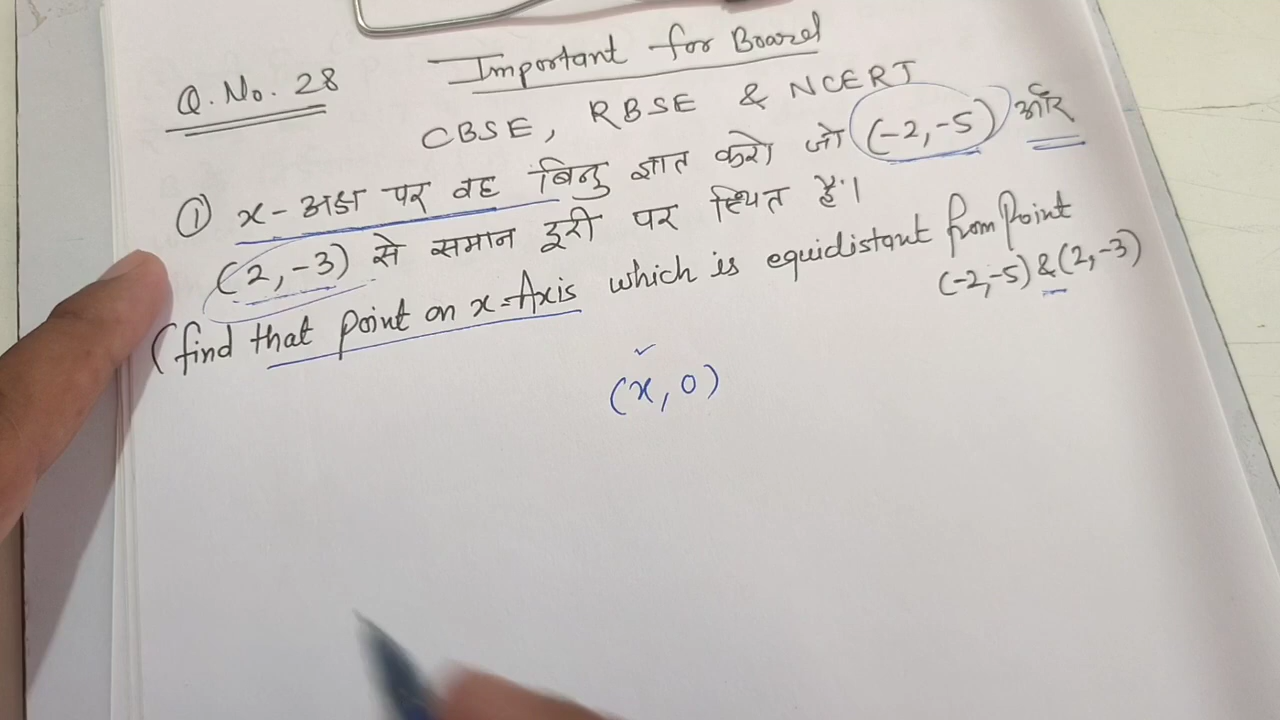 Q. No. 28
Important for Board
CBSE, RBSE & NCERT
① x-अक्ष पर वह बिन्दु ज्ञात करो जो (-2,-5) और
(2,-3) से समान दूरी पर स्थित है।
(find that point on x-Axis which is equidistant from Point
(-2,-5) & (2,-3)
(x, 0)